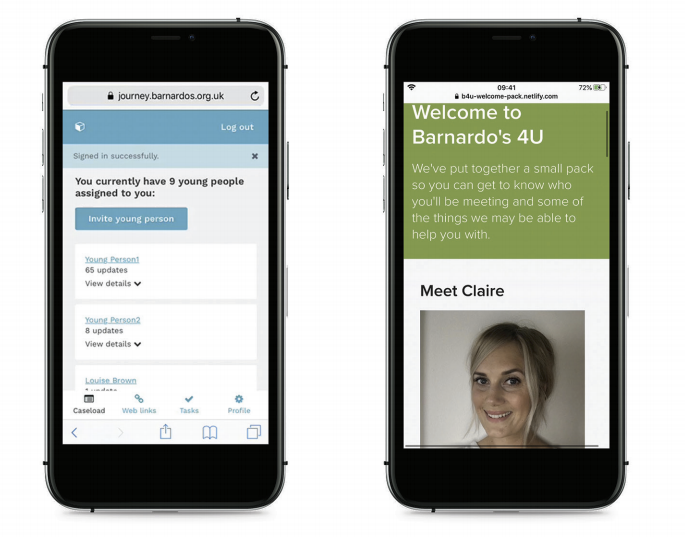 journey.barnardos.org.uk
Log out
Signed in successfully.
You currently have 9 young people
assigned to you:
Invite young person
Young Person1
65 updates
View details
Young Person2
8 updates
View details
Louise Brown
1 update
Caseload
Web links
Tasks
Profile
09:41
72%
b4u-welcome-pack.netlify.com
Welcome to
Barnardo's 4U
We've put together a small pack
so you can get to know who
you'll be meeting and some of
the things we may be able to
help you with.
Meet Claire